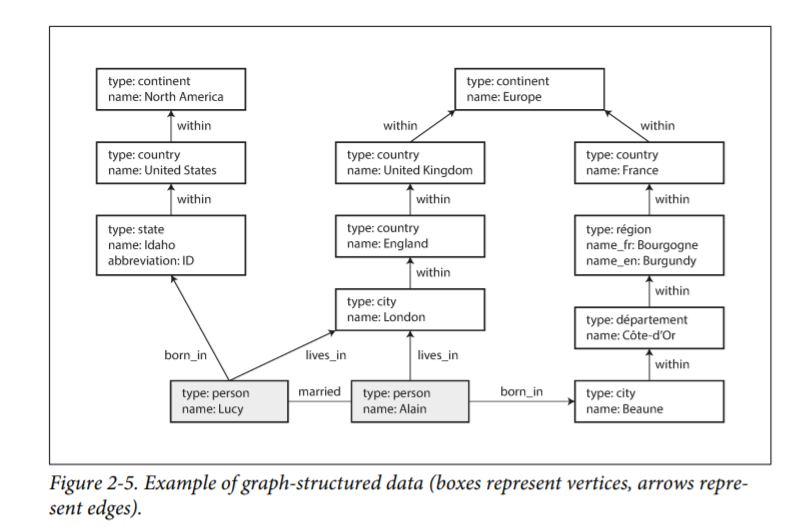 type: continent
name: North America
type: continent
name: Europe
within
within
within
type: country
name: United States
type: country
name: United Kingdom
type: country
name: France
within
within
within
type: state
name: Idaho
abbreviation: ID
type: country
name: England
type: région
name_fr: Bourgogne
name_en: Burgundy
within
within
type: city
name: London
type: département
name: Côte-d’Or
born_in
lives_in
lives_in
within
type: person
name: Lucy
married
type: person
name: Alain
born_in
type: city
name: Beaune
Figure 2-5. Example of graph-structured data (boxes represent vertices, arrows repre-
sent edges).